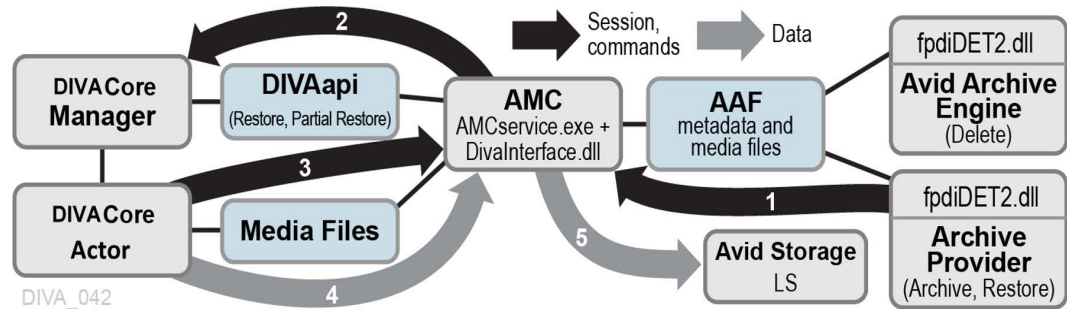 2
Session,
commands
Data
DIVACore
Manager
DIVAapi
(Restore, Partial Restore)
AMC
AMCservice.exe +
DivaInterface.dll
AAF
metadata and
media files
fpdiDET2.dll
Avid Archive
Engine
(Delete)
3
1
DIVACore
Actor
Media Files
4
5
Avid Storage
LS
fpdiDET2.dll
Archive
Provider
(Archive, Restore)
DIVA_042